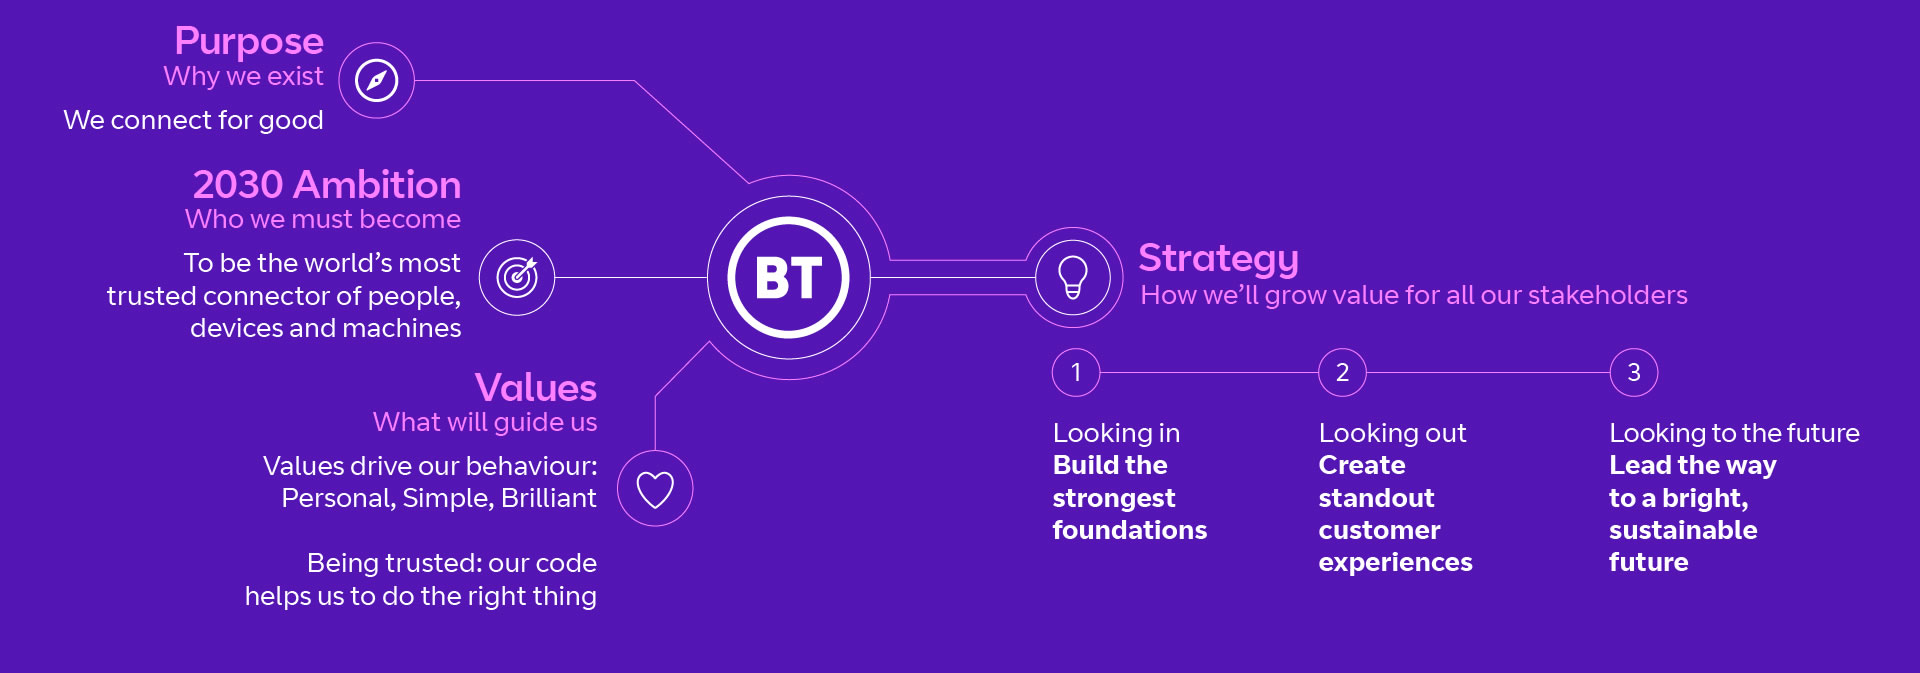 Purpose
Why we exist
We connect for good
2030 Ambition
Who we must become
To be the world’s most
trusted connector of people,
devices and machines
Values
What will guide us
Values drive our behaviour:
Personal, Simple, Brilliant
Being trusted: our code
helps us to do the right thing
BT
Strategy
How we’ll grow value for all our stakeholders
1
Looking in
Build the
strongest
foundations
2
Looking out
Create
standout
customer
experiences
3
Looking to the future
Lead the way
to a bright,
sustainable
future